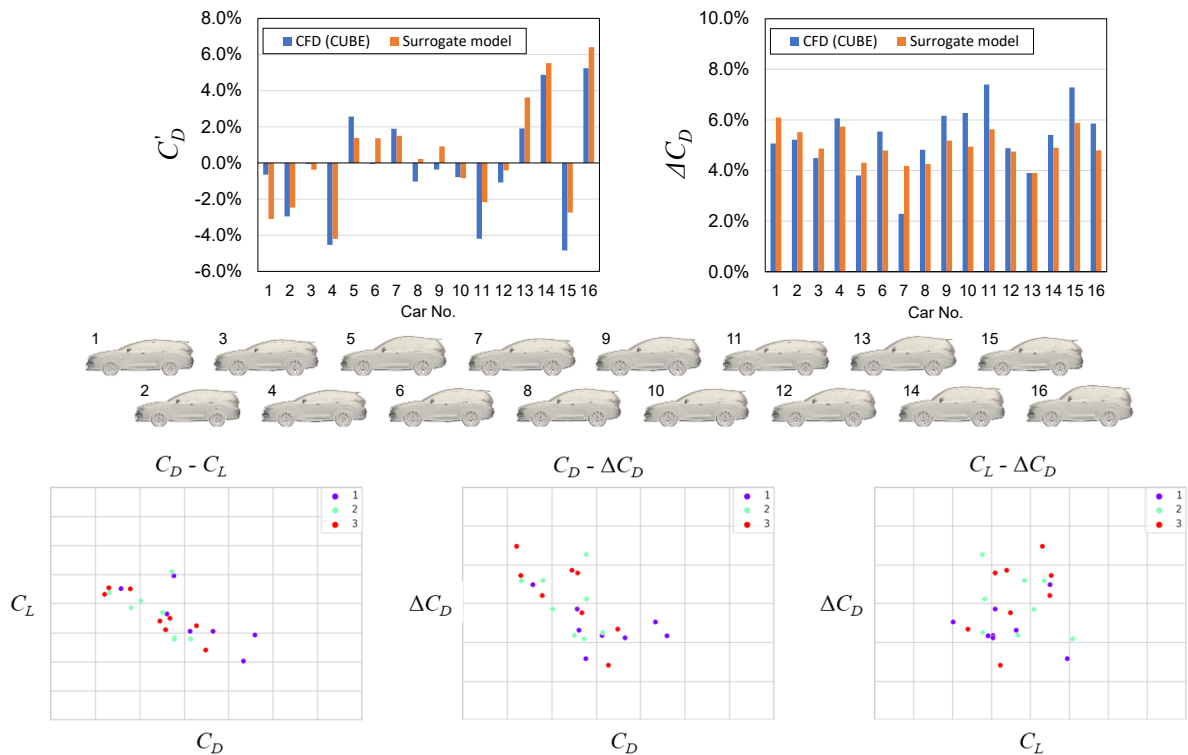 8.0%
6.0%
4.0%
2.0%
0.0%
-2.0%
-4.0%
-6.0%
C'D
CFD (CUBE) Surrogate model
1 2 3 4 5 6 7 8 9 10 11 12 13 14 15 16
Car No.
10.0%
8.0%
6.0%
4.0%
2.0%
0.0%
ΔCD
CFD (CUBE) Surrogate model
1 2 3 4 5 6 7 8 9 10 11 12 13 14 15 16
Car No.
1 3 5 7 9 11 13 15
2 4 6 8 10 12 14 16
CD - CL
1
2
3
CL
CD
CD - ΔCD
1
2
3
ΔCD
CD
CL - ΔCD
1
2
3
ΔCD
CL